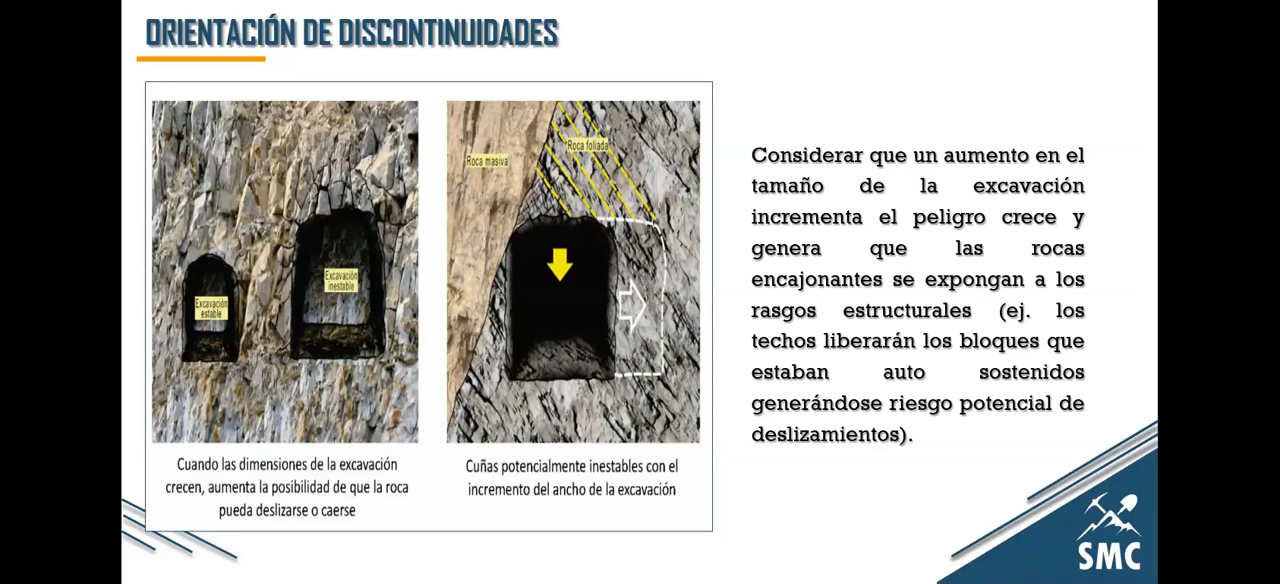 ORIENTACIÓN DE DISCONTINUIDADES
Excavación
estable
Excavación
inestable
Roca masiva
Roca foliada
Cuando las dimensiones de la excavación
crecen, aumenta la posibilidad de que la roca
pueda deslizarse o caerse
Cuñas potencialmente inestables con el
incremento del ancho de la excavación
Considerar que un aumento en el
tamaño de la excavación
incrementa el peligro crece y
genera que las rocas
encajonantes se expongan a los
rasgos estructurales (ej. los
techos liberarán los bloques que
estaban auto sostenidos
generándose riesgo potencial de
deslizamientos).
SMC